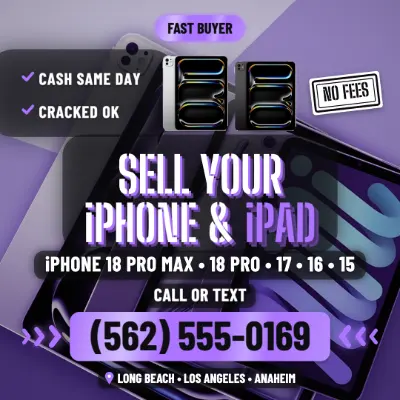 FAST BUYER
CASH SAME DAY
CRACKED OK
NO FEES
SELL YOUR
iPHONE & iPAD
iPHONE 18 PRO MAX • 18 PRO • 17 • 16 • 15
CALL OR TEXT
(562) 555-0169
LONG BEACH • LOS ANGELES • ANAHEIM